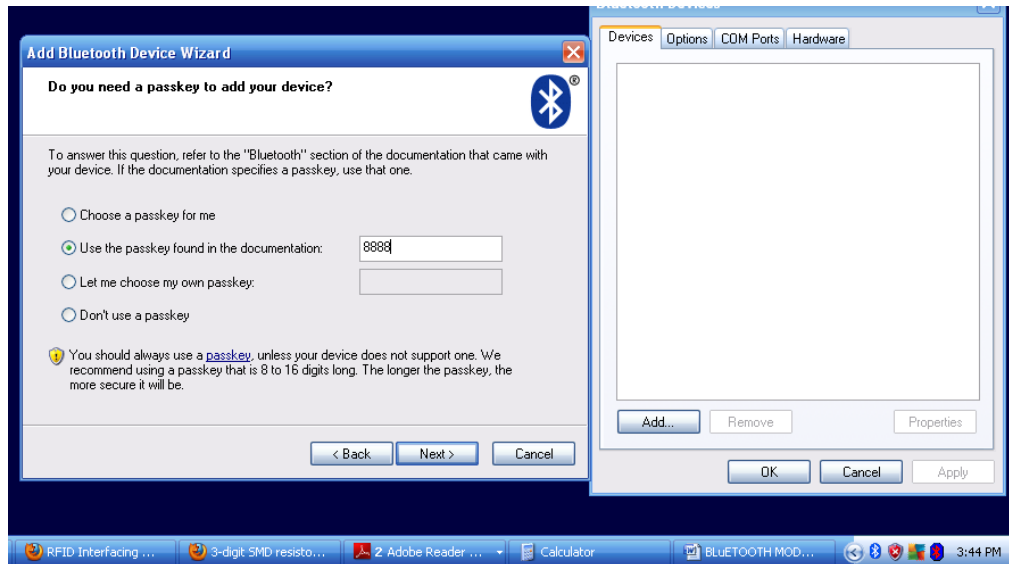 Bluetooth Devices
Add Bluetooth Device Wizard
Do you need a passkey to add your device?
®
To answer this question, refer to the "Bluetooth" section of the documentation that came with
your device. If the documentation specifies a passkey, use that one.
Choose a passkey for me
Use the passkey found in the documentation:
8888
Let me choose my own passkey:
Don't use a passkey
You should always use a passkey, unless your device does not support one. We
recommend using a passkey that is 8 to 16 digits long. The longer the passkey, the
more secure it will be.
< Back
Next >
Cancel
Devices
Options
COM Ports
Hardware
Add...
Remove
Properties
OK
Cancel
Apply
RFID Interfacing ...
3-digit SMD resisto...
2 Adobe Reader ...
Calculator
BLuETOOTH MOD...
3:44 PM